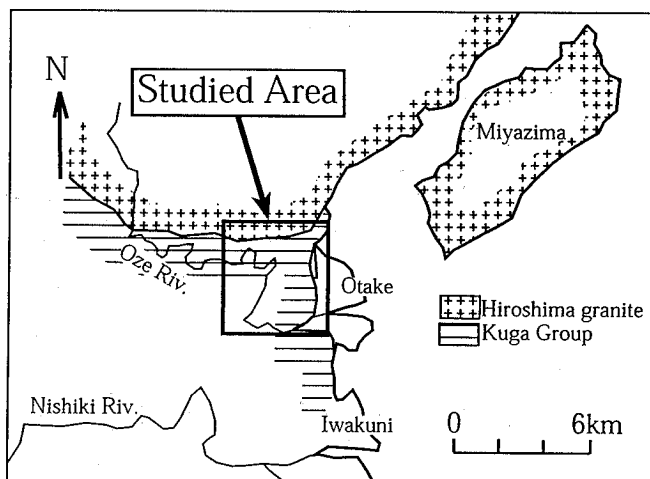 N
Studied Area
Miyazima
Oze Riv.
Otake
Hiroshima granite
Kuga Group
Nishiki Riv.
Iwakuni
0 6km